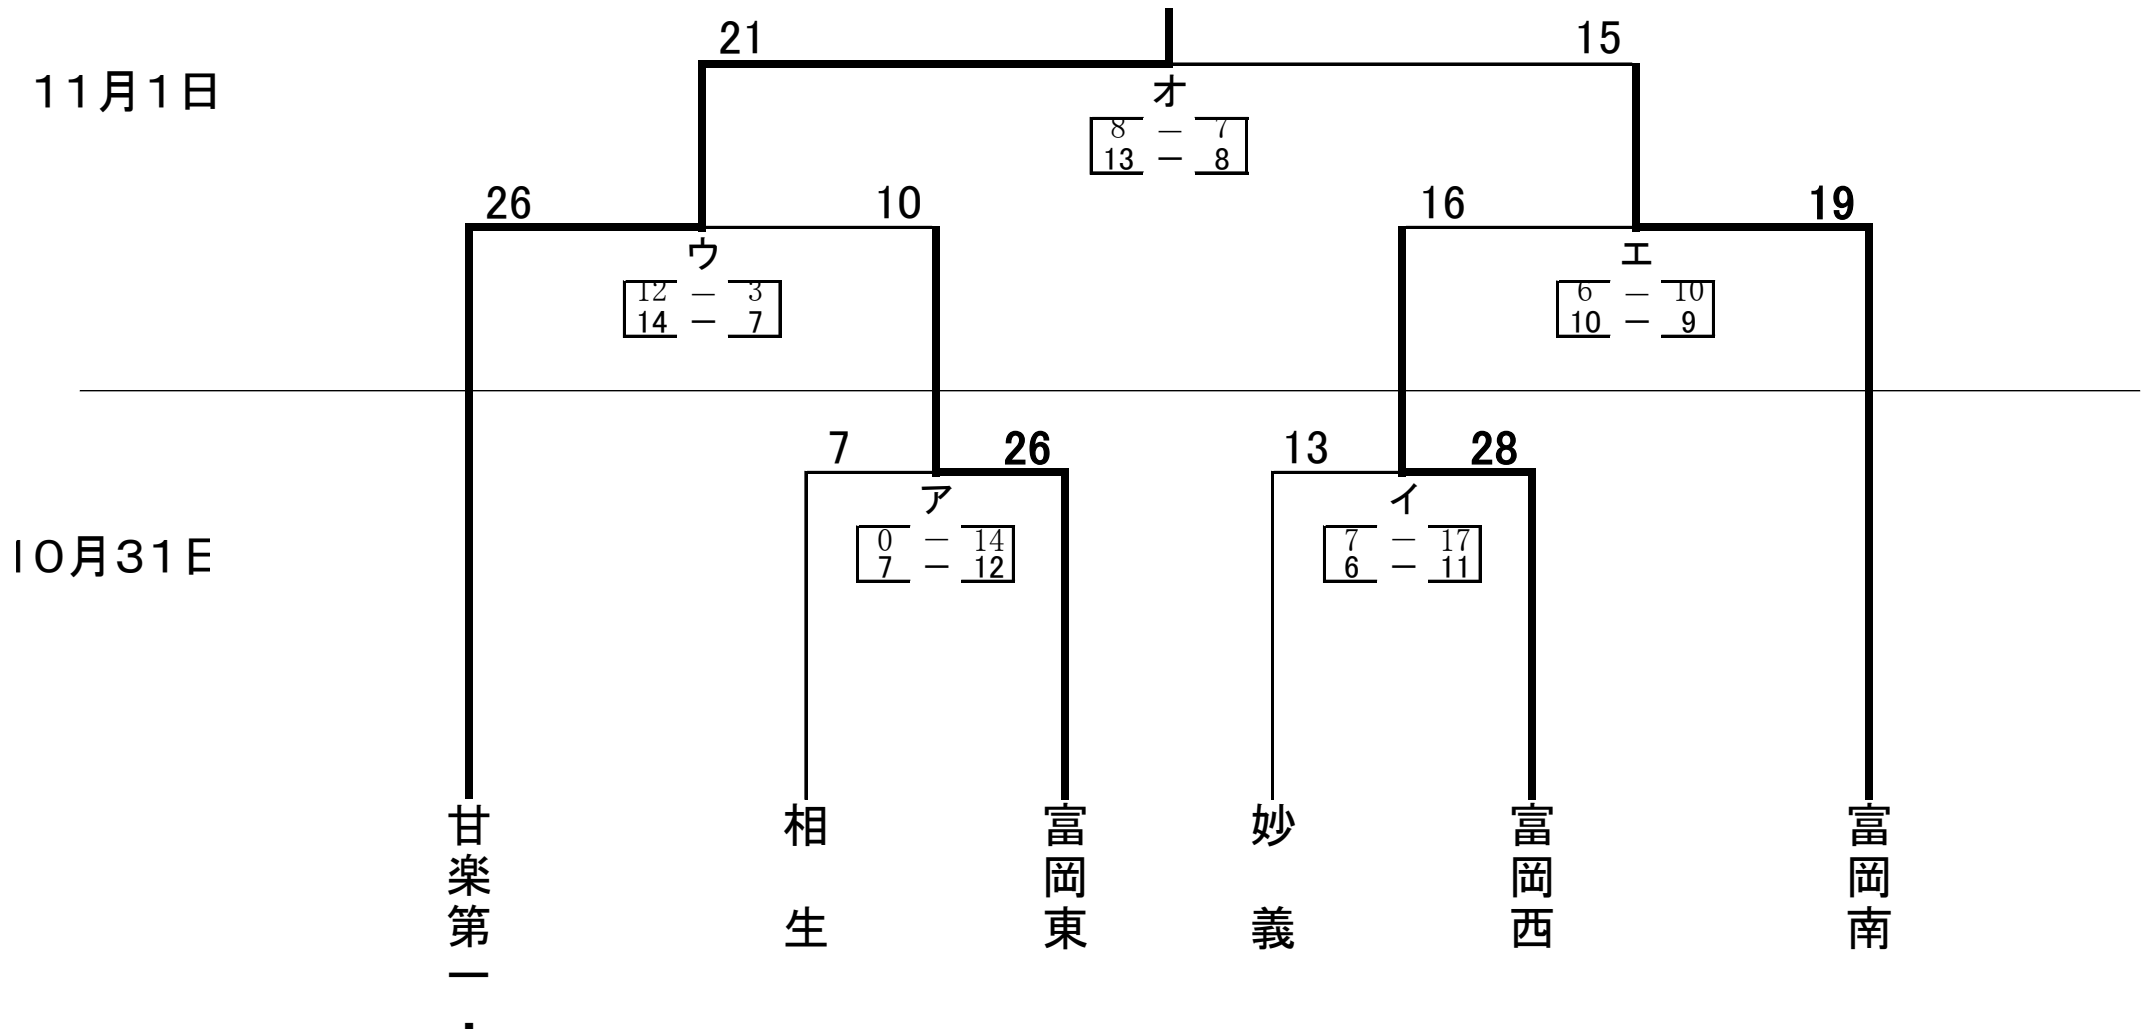 21 15
11月1日
オ
8 － 7
13 － 8
26 10 16 19
ウ エ
12 － 3 6 － 10
14 － 7 10 － 9
7 26 13 28
ア イ
10月31日
0 － 14 7 － 17
7 － 12 6 － 11
甘楽第一・
相生
富岡東
妙義
富岡西
富岡南